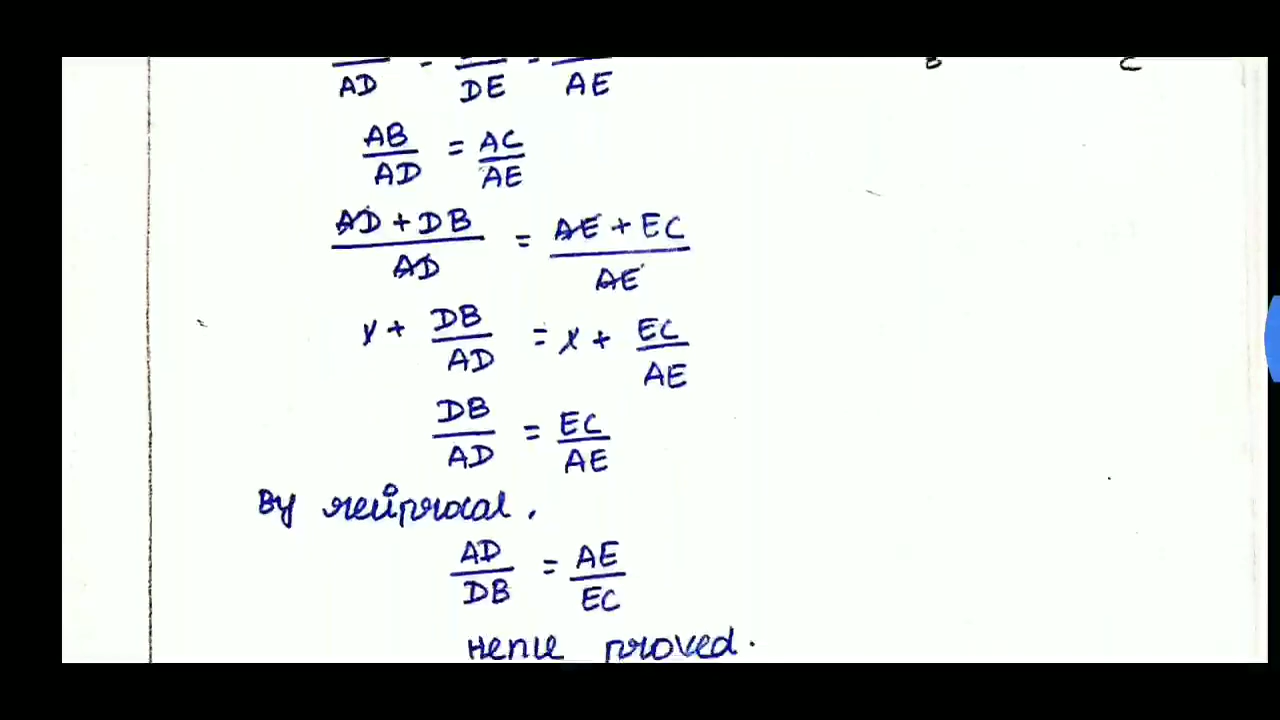 B C
AD = DE = AE
AB/AD = AC/AE
AD + DB/AD = AE + EC/AE
1 + DB/AD = 1 + EC/AE
DB/AD = EC/AE
By reciprocal.
AD/DB = AE/EC
Hence proved.